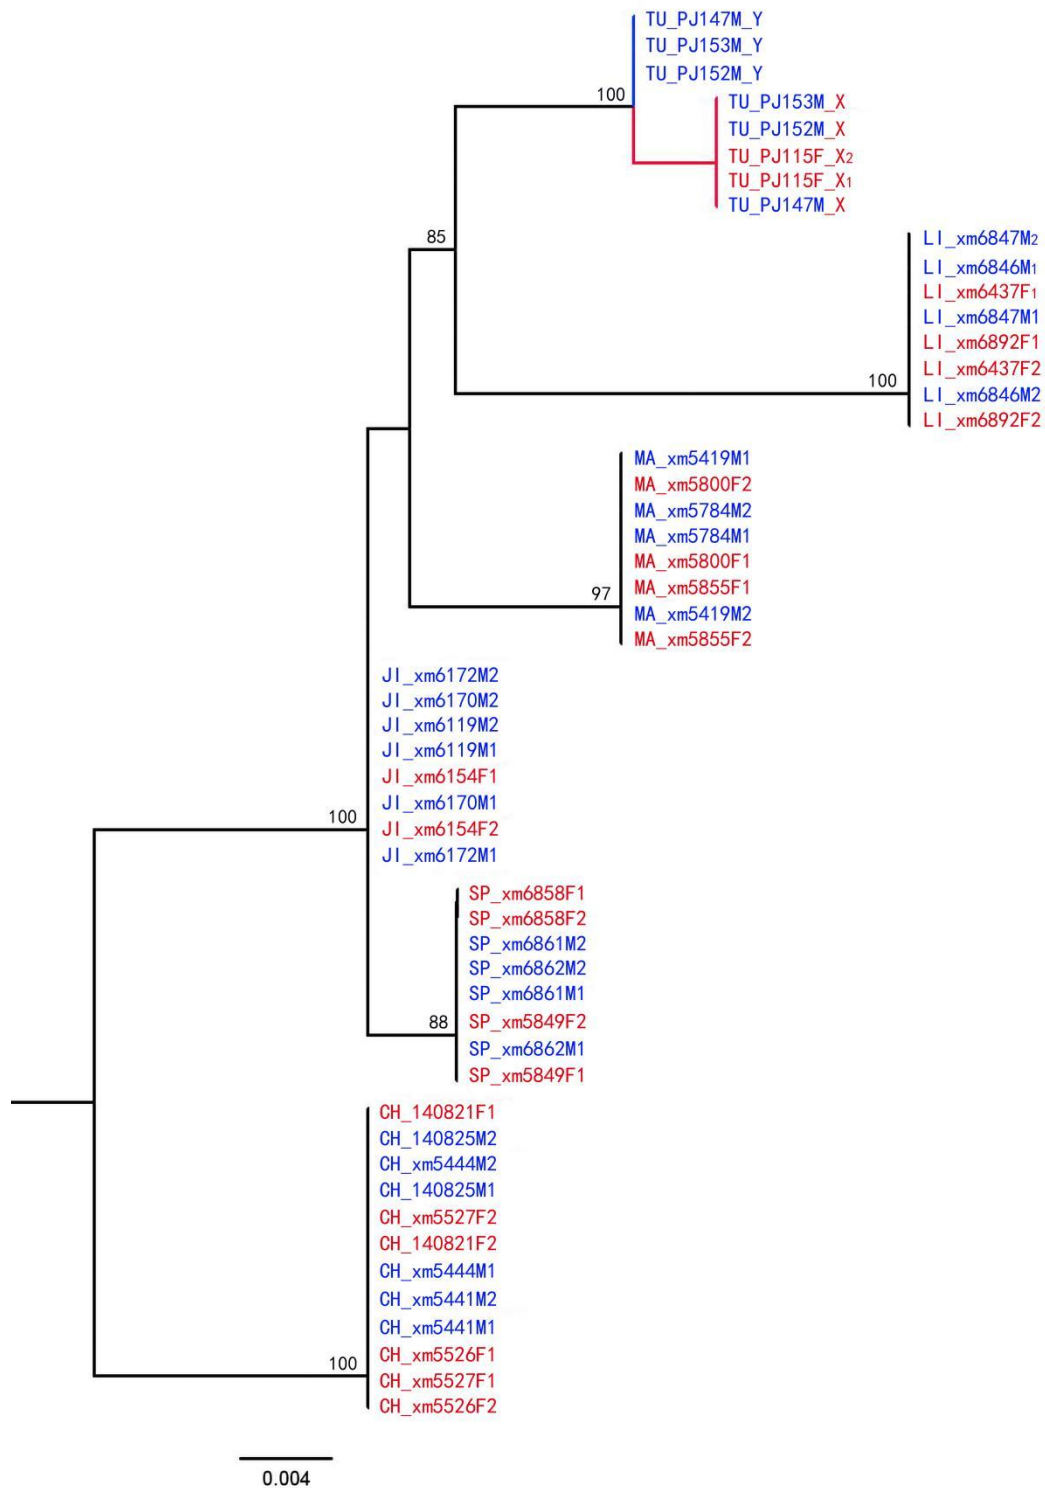 TU_PJ147M_Y
TU_PJ153M_Y
TU_PJ152M_Y
100
TU_PJ153M_X
TU_PJ152M_X
TU_PJ115F_X2
TU_PJ115F_X1
TU_PJ147M_X
85
LI_xm6847M2
LI_xm6846M1
LI_xm6437F1
LI_xm6847M1
LI_xm6892F1
LI_xm6437F2
100
LI_xm6846M2
LI_xm6892F2
MA_xm5419M1
MA_xm5800F2
MA_xm5784M2
MA_xm5784M1
MA_xm5800F1
MA_xm5855F1
97
MA_xm5419M2
MA_xm5855F2
JI_xm6172M2
JI_xm6170M2
JI_xm6119M2
JI_xm6119M1
JI_xm6154F1
JI_xm6170M1
100
JI_xm6154F2
JI_xm6172M1
SP_xm6858F1
SP_xm6858F2
SP_xm6861M2
SP_xm6862M2
SP_xm6861M1
88
SP_xm5849F2
SP_xm6862M1
SP_xm5849F1
CH_140821F1
CH_140825M2
CH_xm5444M2
CH_140825M1
CH_xm5527F2
CH_140821F2
CH_xm5444M1
CH_xm5441M2
CH_xm5441M1
100
CH_xm5526F1
CH_xm5527F1
CH_xm5526F2
0.004